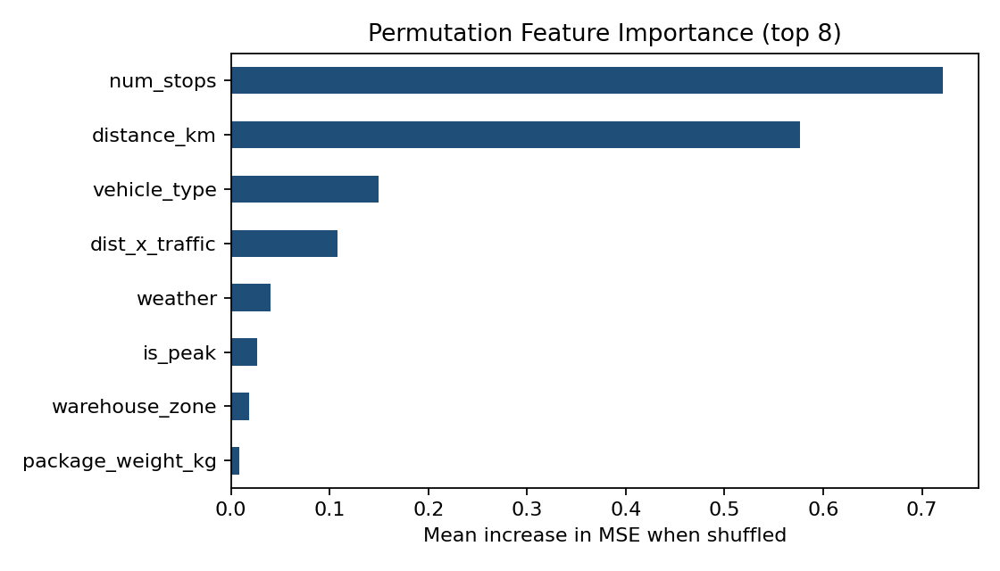 Permutation Feature Importance (top 8)
num_stops
distance_km
vehicle_type
dist_x_traffic
weather
is_peak
warehouse_zone
package_weight_kg
0.0 0.1 0.2 0.3 0.4 0.5 0.6 0.7
Mean increase in MSE when shuffled